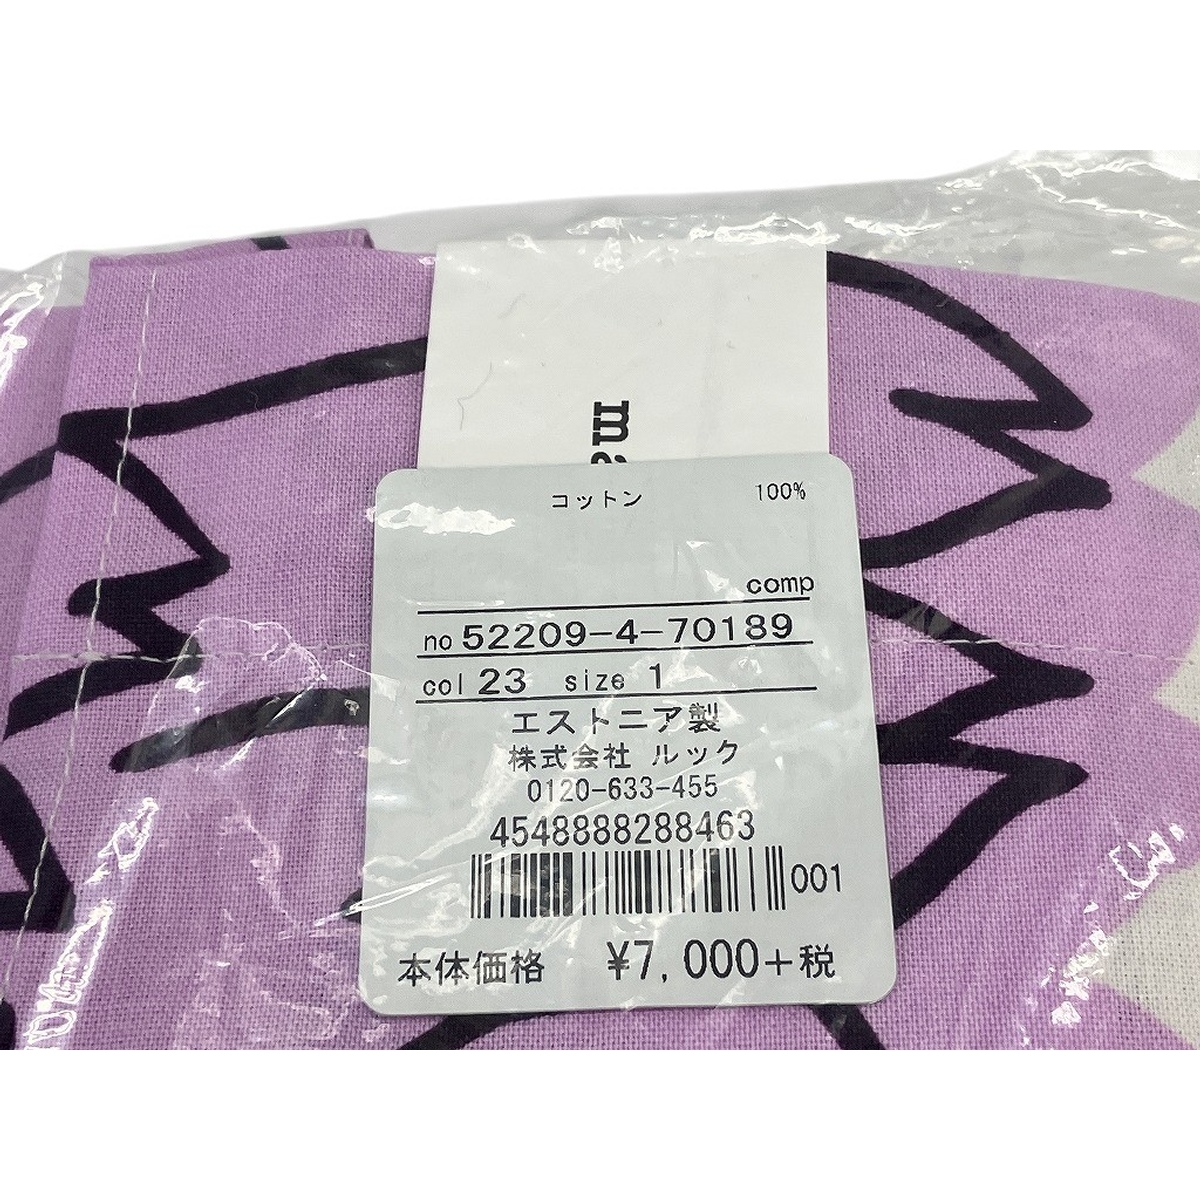 ma
コットン 100%
comp
no 52209-4-70189
col 23 size 1
エストニア製
株式会社 ルック
0120-633-455
4548888288463
001
本体価格 ¥7,000+税